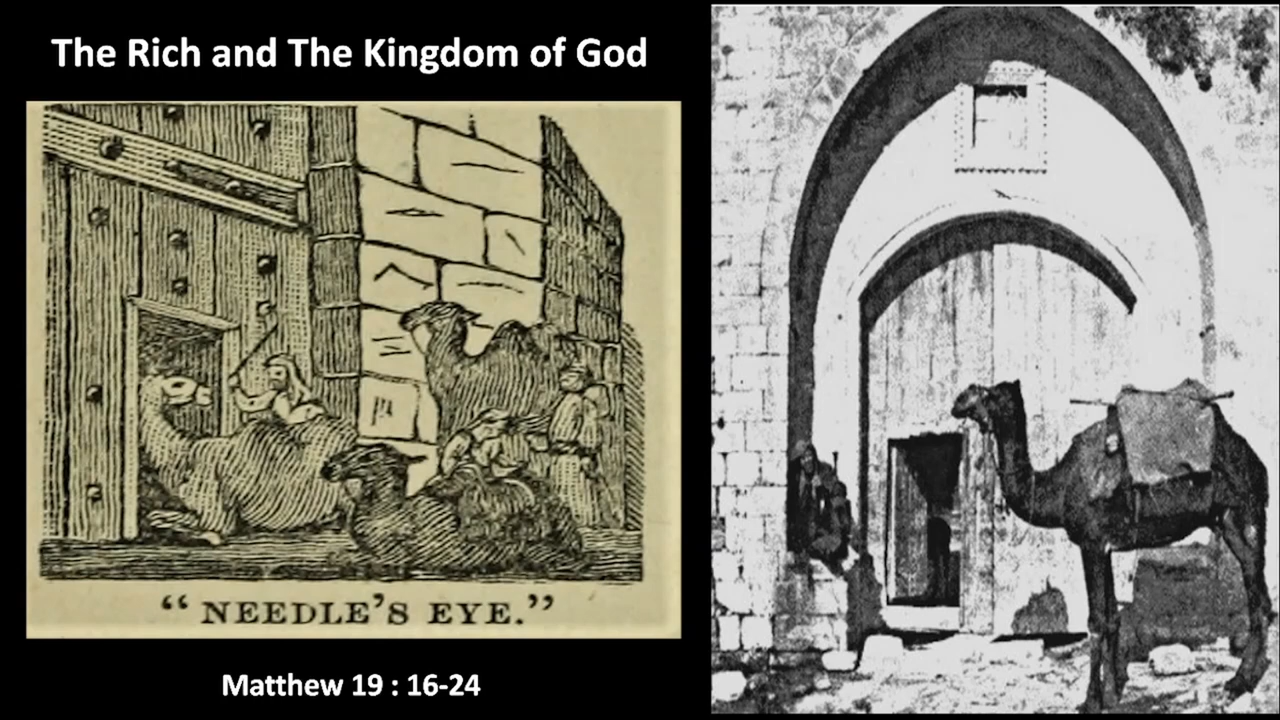 The Rich and The Kingdom of God
“ NEEDLE’S EYE.”
Matthew 19 : 16-24